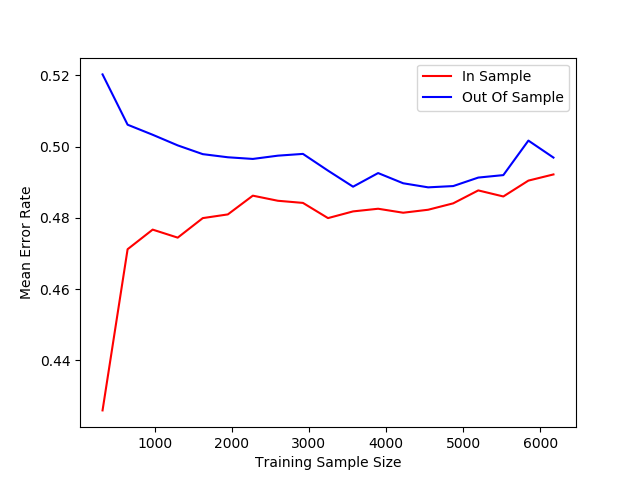 In Sample
Out Of Sample
0.52
0.50
0.48
0.46
0.44
Mean Error Rate
1000 2000 3000 4000 5000 6000
Training Sample Size